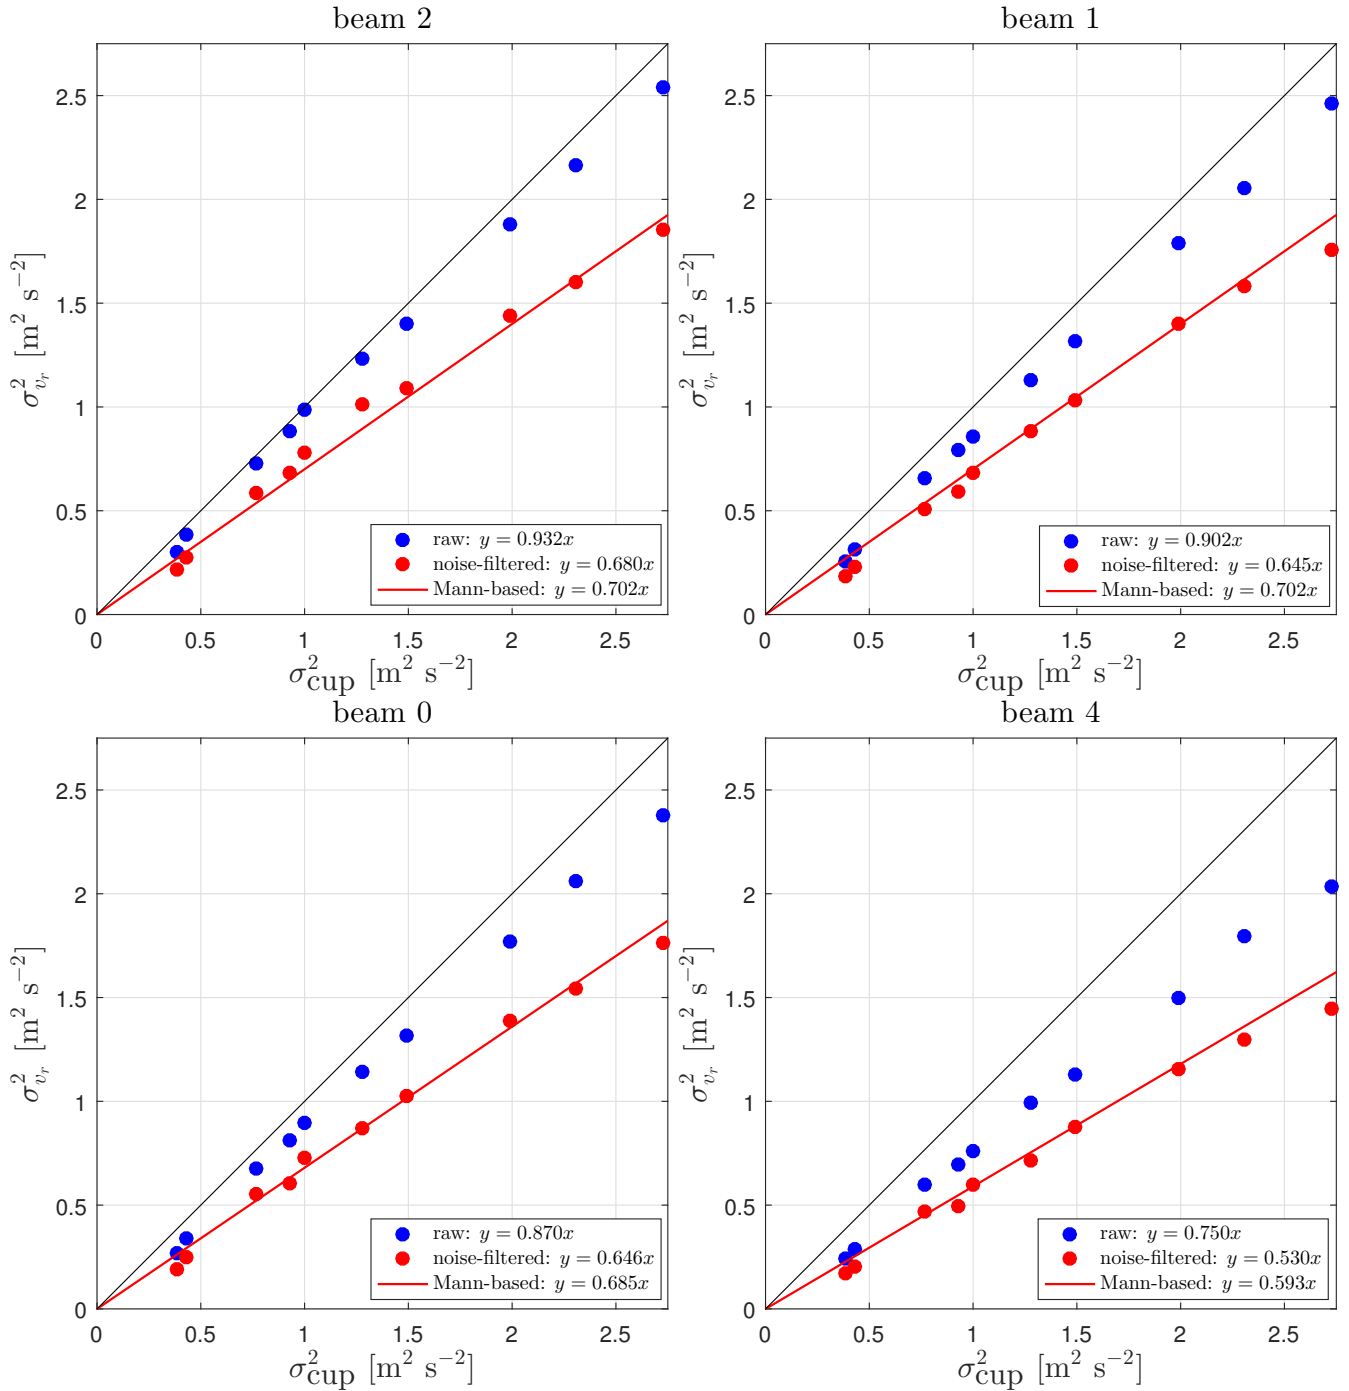 beam 2
2.5
2
1.5
1
0.5
0
σ²_{v_r} [m² s⁻²]
raw: y = 0.932x
noise-filtered: y = 0.680x
Mann-based: y = 0.702x
0 0.5 1 1.5 2 2.5
σ²_cup [m² s⁻²]
beam 1
2.5
2
1.5
1
0.5
0
σ²_{v_r} [m² s⁻²]
raw: y = 0.902x
noise-filtered: y = 0.645x
Mann-based: y = 0.702x
0 0.5 1 1.5 2 2.5
σ²_cup [m² s⁻²]
beam 0
2.5
2
1.5
1
0.5
0
σ²_{v_r} [m² s⁻²]
raw: y = 0.870x
noise-filtered: y = 0.646x
Mann-based: y = 0.685x
0 0.5 1 1.5 2 2.5
σ²_cup [m² s⁻²]
beam 4
2.5
2
1.5
1
0.5
0
σ²_{v_r} [m² s⁻²]
raw: y = 0.750x
noise-filtered: y = 0.530x
Mann-based: y = 0.593x
0 0.5 1 1.5 2 2.5
σ²_cup [m² s⁻²]